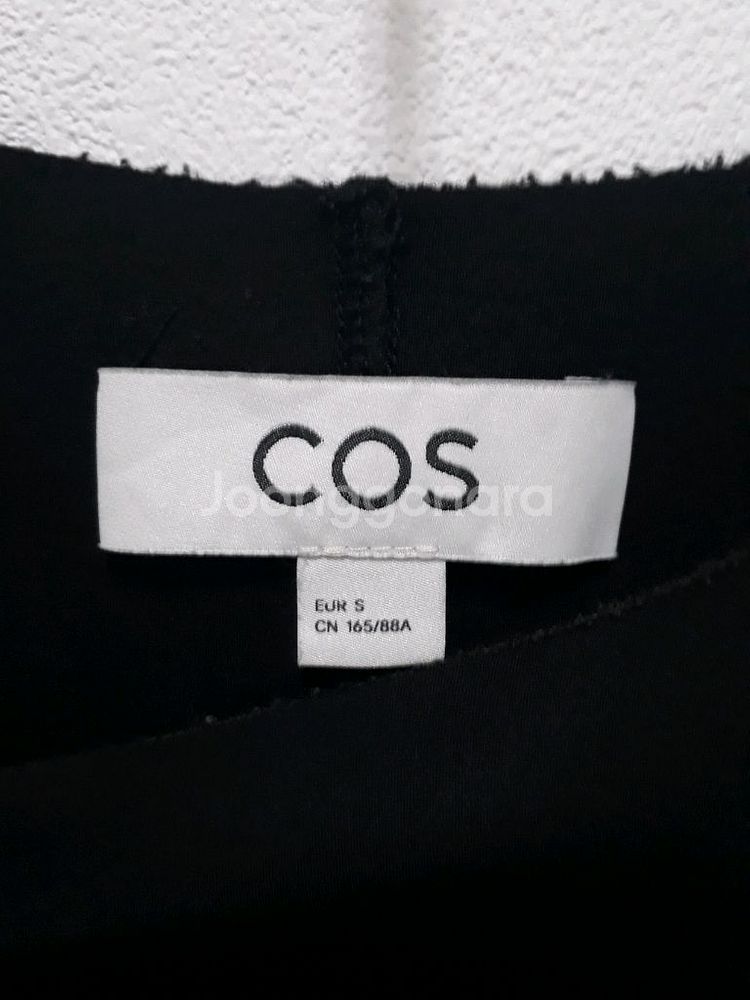 COS
Joonggonara
EUR S
CN 165/88A